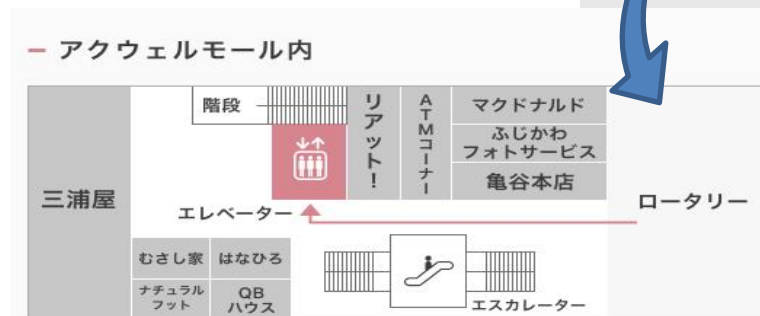 アクウェルモール内
階段
リアット!
ATMコーナー
マクドナルド
ふじかわ
フォトサービス
亀谷本店
三浦屋
エレベーター
ロータリー
むさし家
はなひろ
ナチュラル
フット
QB
ハウス
エスカレーター